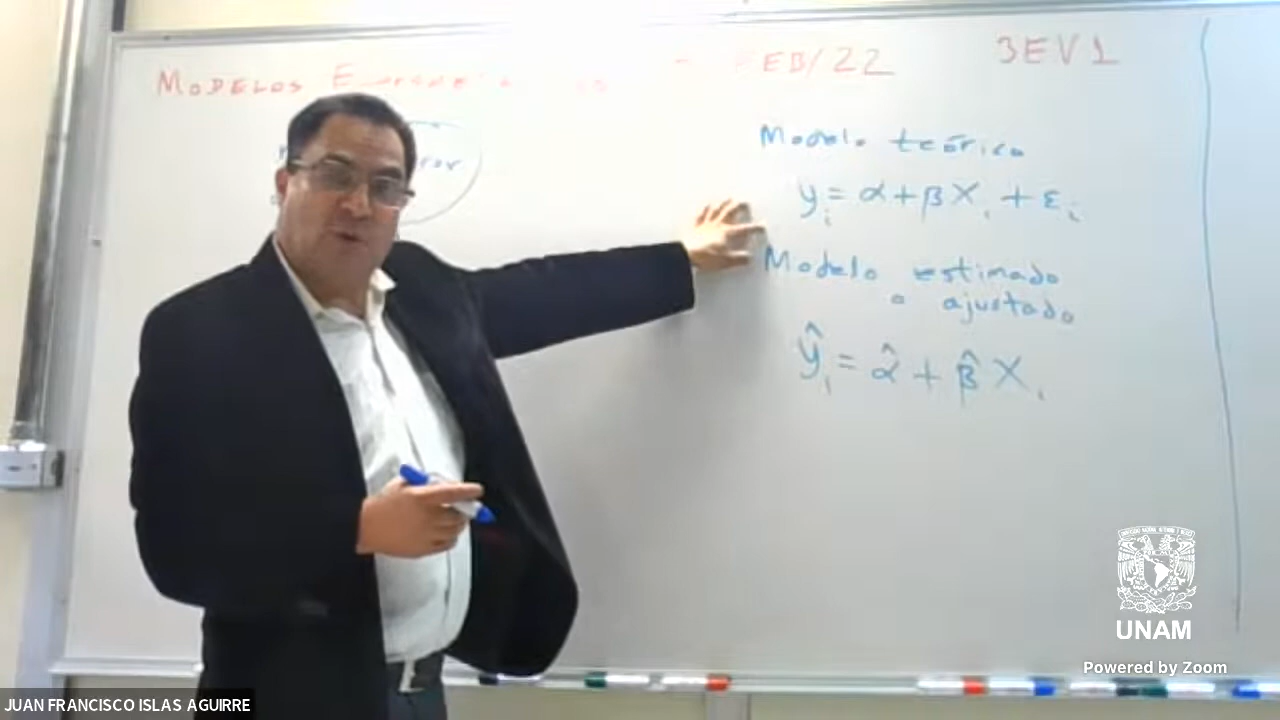 MODELOS
FEB/22
3EV1
Modelo teórico
yᵢ = α + βXᵢ + εᵢ
Modelo estimado
o ajustado
ŷᵢ = α̂ + β̂Xᵢ
UNAM
Powered by Zoom
JUAN FRANCISCO ISLAS AGUIRRE